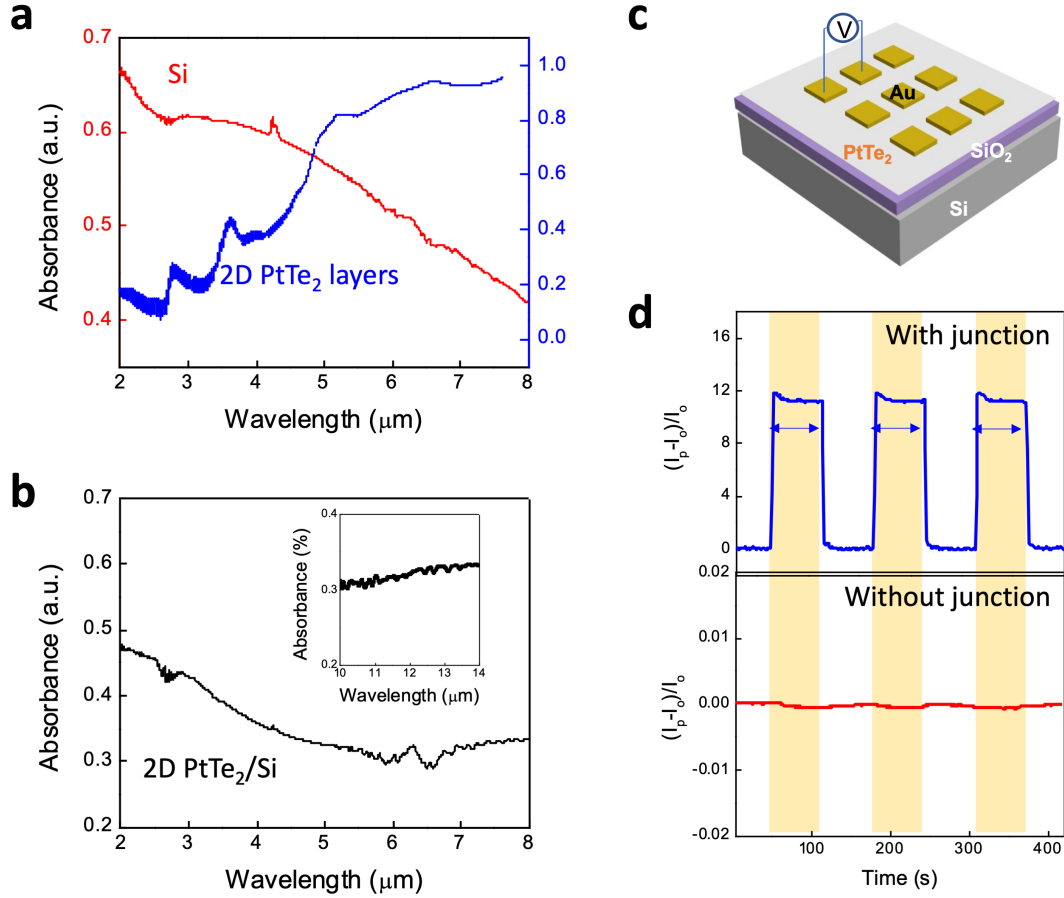 a
0.7
0.6
0.5
0.4
Absorbance (a.u.)
Si
2D PtTe₂ layers
1.0
0.8
0.6
0.4
0.2
0.0
2 3 4 5 6 7 8
Wavelength (μm)
b
0.7
0.6
0.5
0.4
0.3
0.2
Absorbance (a.u.)
2D PtTe₂/Si
0.4
0.3
0.2
Absorbance (%)
10 11 12 13 14
Wavelength (μm)
2 3 4 5 6 7 8
Wavelength (μm)
c
V
Au
PtTe₂
SiO₂
Si
d
With junction
16
12
8
4
0
(Iₚ-Iₒ)/Iₒ
Without junction
0.02
0.01
0.00
-0.01
-0.02
(Iₚ-Iₒ)/Iₒ
100 200 300 400
Time (s)